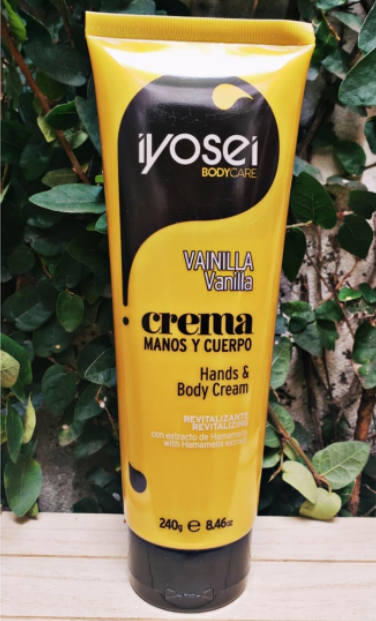 iyosei
BODYCARE
VAINILLA
Vanilla
crema
MANOS Y CUERPO
Hands &
Body Cream
REVITALIZANTE
REVITALIZING
con extracto de Hamamelis
with Hamamelis extract
240g ℮ 8.46oz